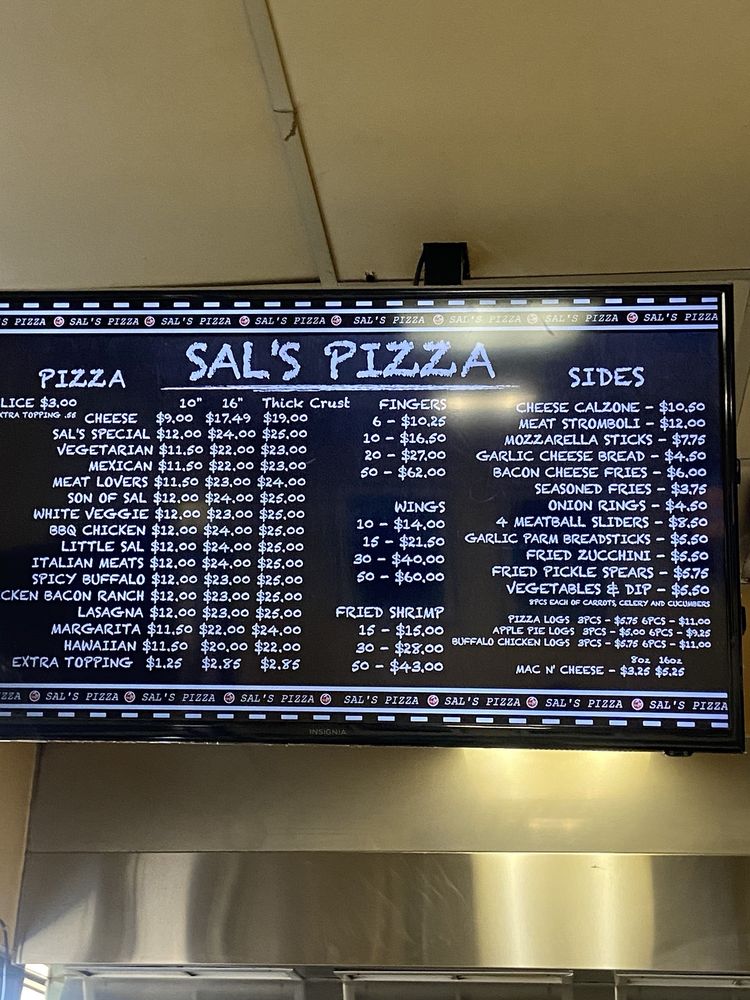 S PIZZA SAL'S PIZZA SAL'S PIZZA SAL'S PIZZA SAL'S PIZZA SAL'S PIZZA SAL'S PIZZA SAL'S PIZZA
SAL'S PIZZA
PIZZA
LICE $3.00
XTRA TOPPING
10" 16" Thick Crust
CHEESE $9.00 $17.49 $19.00
SAL'S SPECIAL $12.00 $24.00 $25.00
VEGETARIAN $11.50 $22.00 $23.00
MEXICAN $11.50 $22.00 $23.00
MEAT LOVERS $11.50 $23.00 $24.00
SON OF SAL $12.00 $24.00 $25.00
WHITE VEGGIE $12.00 $23.00 $25.00
BBQ CHICKEN $12.00 $24.00 $25.00
LITTLE SAL $12.00 $24.00 $25.00
ITALIAN MEATS $12.00 $24.00 $25.00
SPICY BUFFALO $12.00 $23.00 $25.00
CKEN BACON RANCH $12.00 $23.00 $25.00
LASAGNA $12.00 $23.00 $25.00
MARGARITA $11.50 $22.00 $24.00
HAWAIIAN $11.50 $20.00 $22.00
EXTRA TOPPING $1.25 $2.85 $2.85
FINGERS
6 - $10.25
10 - $16.50
20 - $27.00
50 - $62.00
WINGS
10 - $14.00
15 - $21.50
30 - $40.00
50 - $60.00
FRIED SHRIMP
15 - $15.00
30 - $28.00
50 - $43.00
SIDES
CHEESE CALZONE - $10.50
MEAT STROMBOLI - $12.00
MOZZARELLA STICKS - $7.75
GARLIC CHEESE BREAD - $4.50
BACON CHEESE FRIES - $6.00
SEASONED FRIES - $3.75
ONION RINGS - $4.50
4 MEATBALL SLIDERS - $8.50
GARLIC PARM BREADSTICKS - $5.50
FRIED ZUCCHINI - $5.50
FRIED PICKLE SPEARS - $5.75
VEGETABLES & DIP - $5.50
8PCS EACH OF CARROTS, CELERY AND CUCUMBERS
PIZZA LOGS 3PCS - $5.75 6PCS - $11.00
APPLE PIE LOGS 3PCS - $5.00 6PCS - $9.25
BUFFALO CHICKEN LOGS 3PCS - $5.75 6PCS - $11.00
8oz 16oz
MAC N' CHEESE - $3.25 $5.25
ZZA SAL'S PIZZA SAL'S PIZZA SAL'S PIZZA SAL'S PIZZA SAL'S PIZZA SAL'S PIZZA SAL'S PIZZA
INSIGNIA